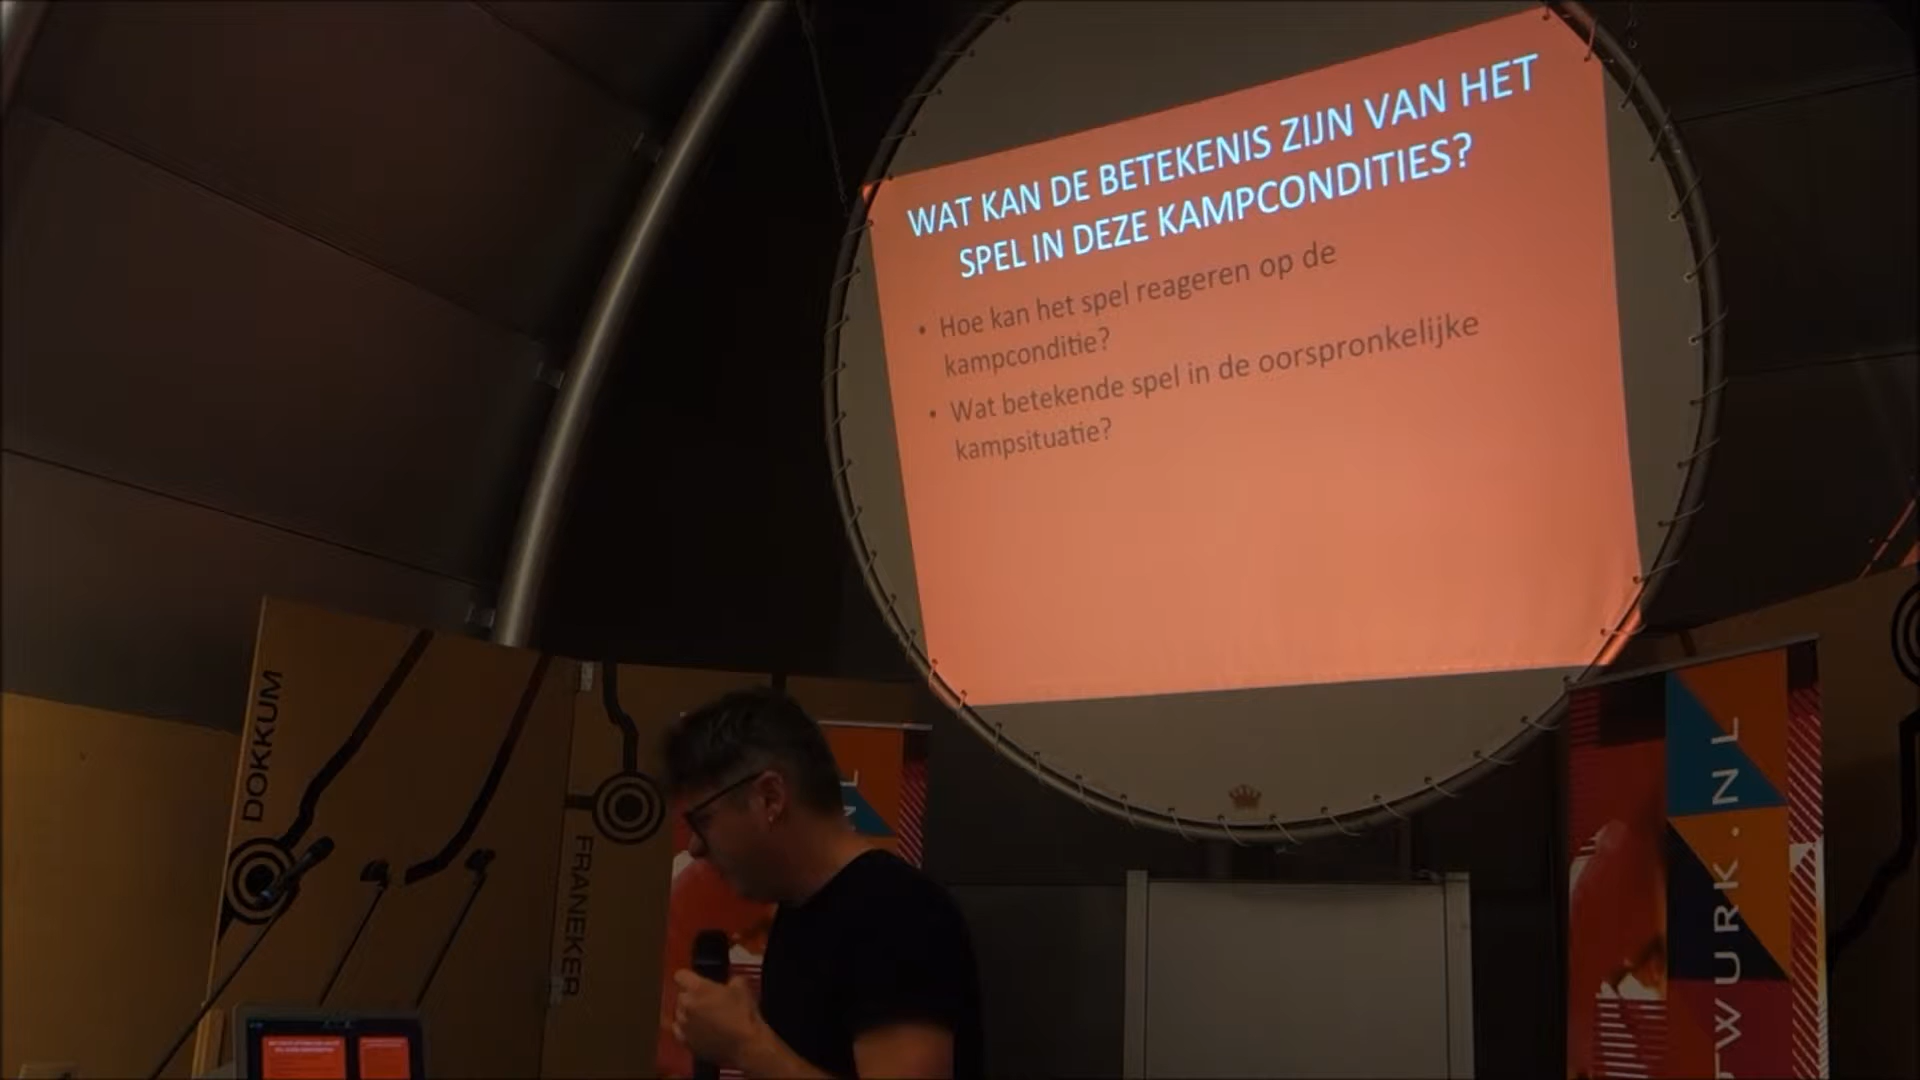 WAT KAN DE BETEKENIS ZIJN VAN HET
SPEL IN DEZE KAMPCONDITIES?
• Hoe kan het spel reageren op de
kampconditie?
• Wat betekende spel in de oorspronkelijke
kampsituatie?
DOKKUM
FRANEKER
NL
TWURK.NL